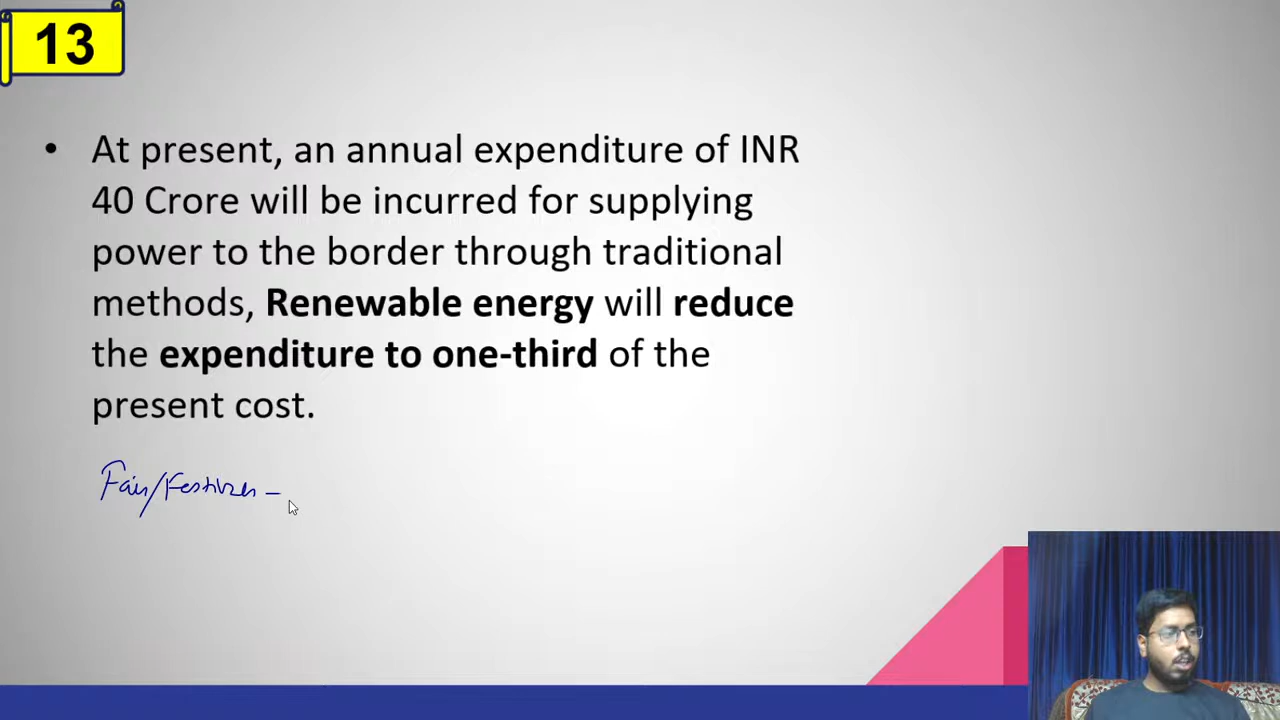 13
• At present, an annual expenditure of INR
40 Crore will be incurred for supplying
power to the border through traditional
methods, Renewable energy will reduce
the expenditure to one-third of the
present cost.
Fair/Festival –